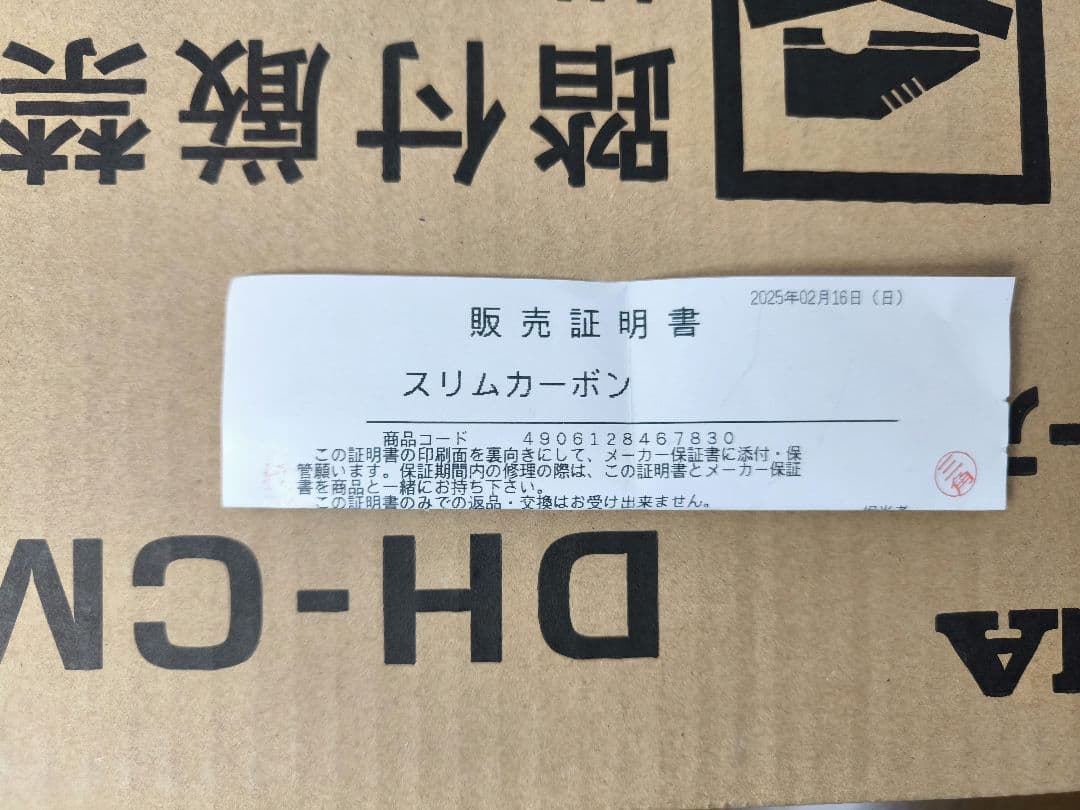 踏付厳禁
2025年02月16日（日）
販売証明書
スリムカーボン
商品コード 4906128467830
この証明書の印刷面を裏向きにして、メーカー保証書に添付・保
管願います。保証期間内の修理の際は、この証明書とメーカー保証
書を商品と一緒にお持ち下さい。
この証明書のみでの返品・交換はお受け出来ません。
三角
DH-CM